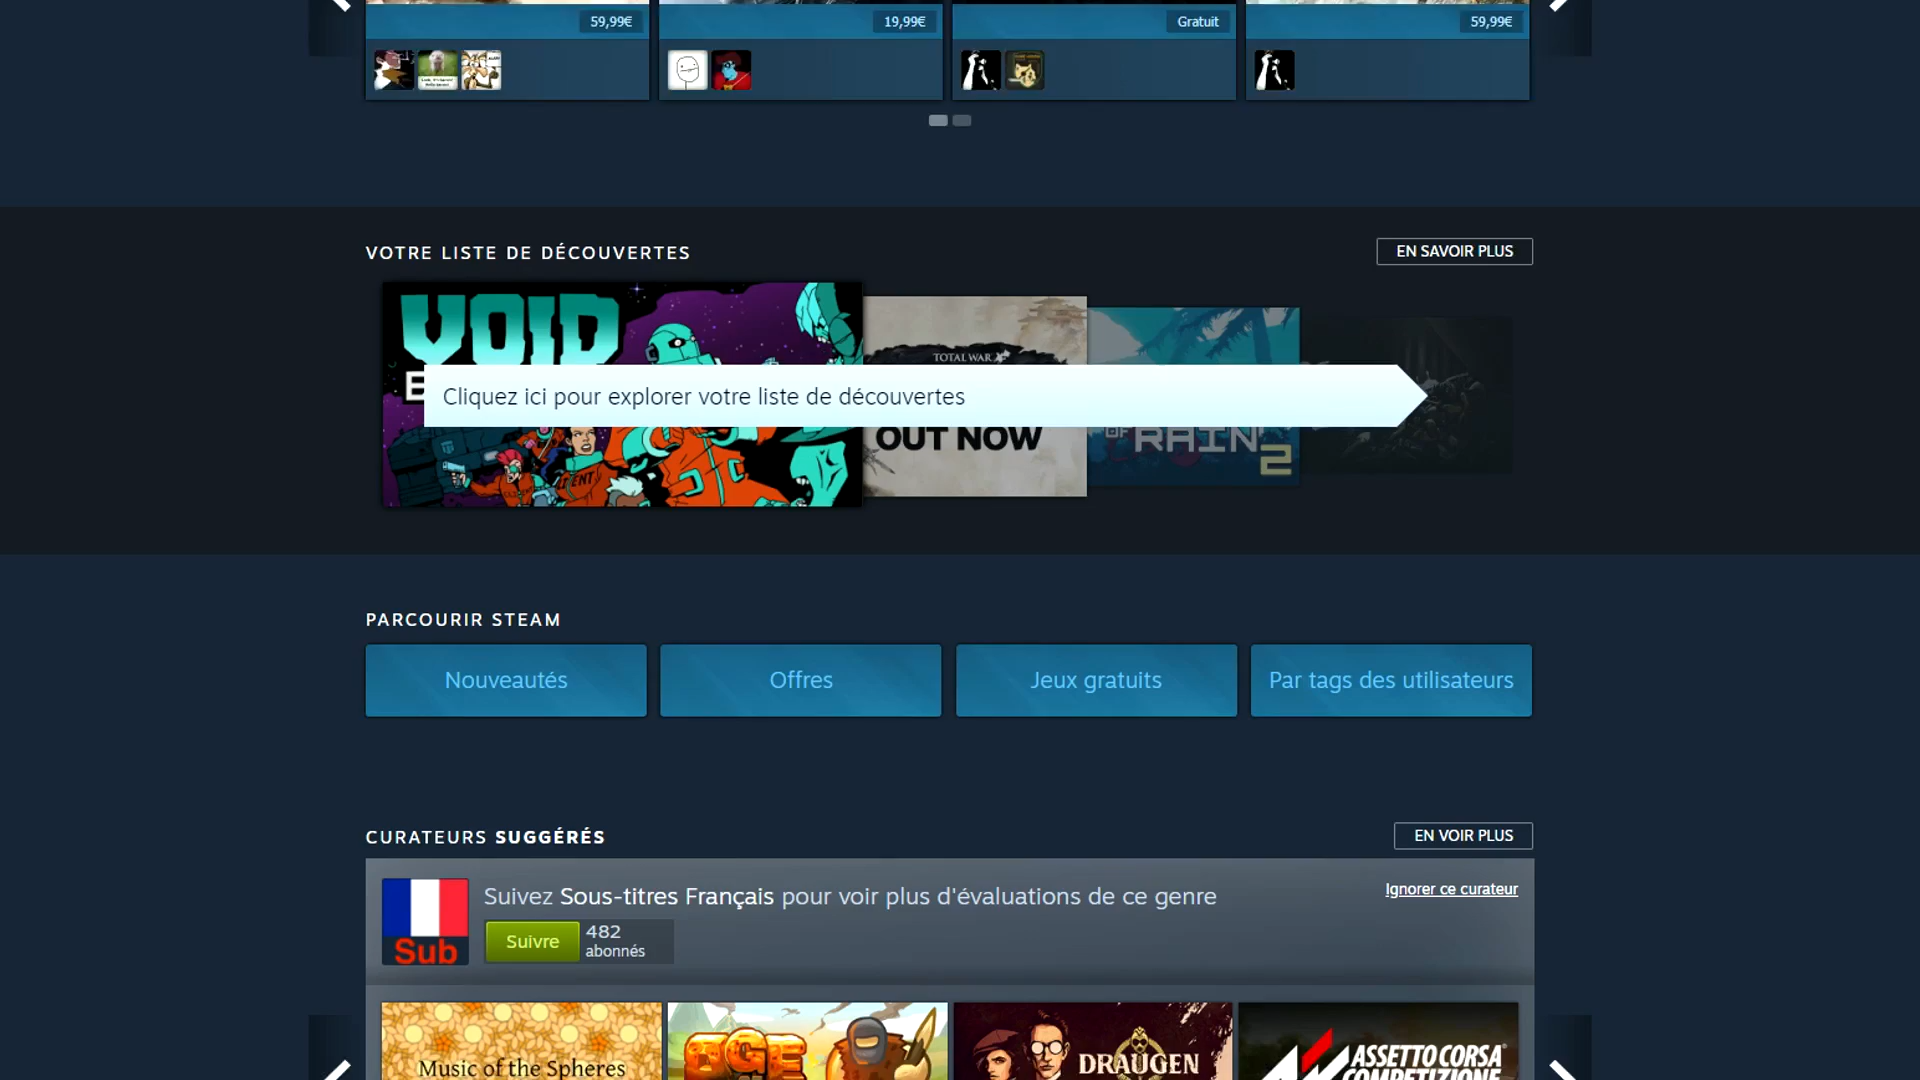 59,99€ 19,99€ Gratuit 59,99€
VOTRE LISTE DE DÉCOUVERTES
EN SAVOIR PLUS
VOID
TOTAL WAR
Cliquez ici pour explorer votre liste de découvertes
OUT NOW
OF RAIN 2
PARCOURIR STEAM
Nouveautés Offres Jeux gratuits Par tags des utilisateurs
CURATEURS SUGGÉRÉS
EN VOIR PLUS
Suivez Sous-titres Français pour voir plus d'évaluations de ce genre
Ignorer ce curateur
Sub
Suivre
482
abonnés
Music of the Spheres
DRAUGEN
ASSETTO CORSA
COMPETIZIONE